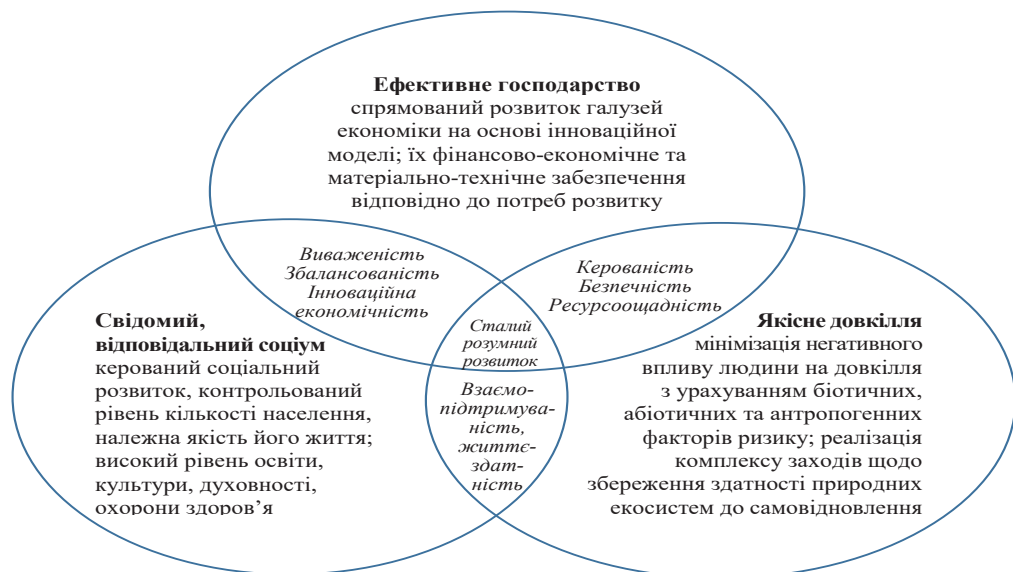 Ефективне господарство
спрямований розвиток галузей
економіки на основі інноваційної
моделі; їх фінансово-економічне та
матеріально-технічне забезпечення
відповідно до потреб розвитку
Виваженість
Збалансованість
Інноваційна
економічність
Керованість
Безпечність
Ресурсоощадність
Сталий
розумний
розвиток
Свідомий,
відповідальний соціум
керований соціальний
розвиток, контрольований
рівень кількості населення,
належна якість його життя;
високий рівень освіти,
культури, духовності,
охорони здоров’я
Взаємо-
підтримува-
ність,
життє-
здат-
ність
Якісне довкілля
мінімізація негативного
впливу людини на довкілля
з урахуванням біотичних,
абіотичних та антропогенних
факторів ризику; реалізація
комплексу заходів щодо
збереження здатності природних
екосистем до самовідновлення